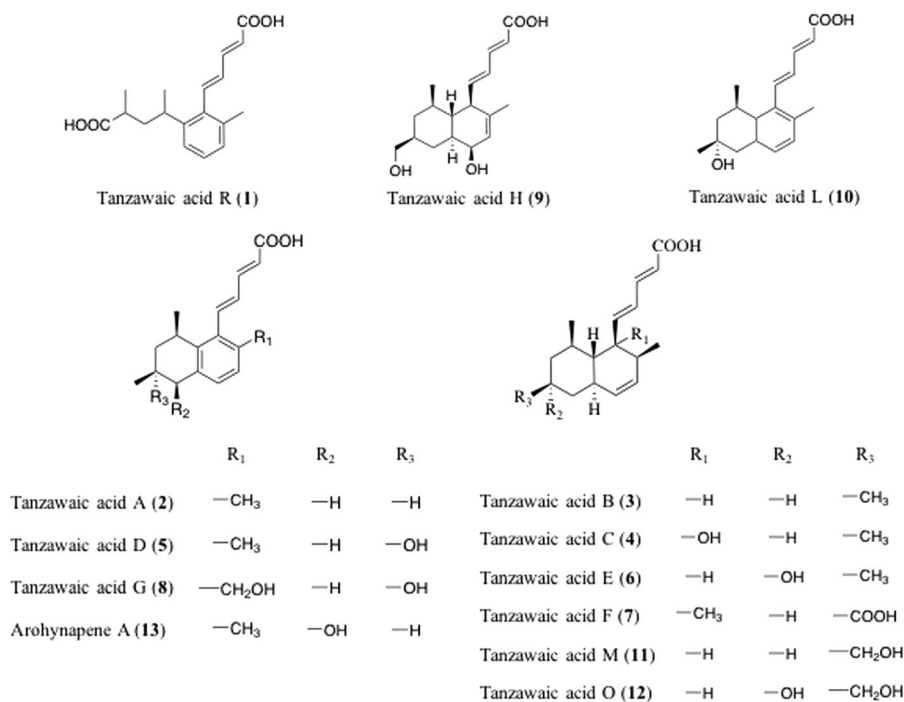 COOH
COOH
COOH
HOOC
OH
H
H
OH
OH
Tanzawaic acid R (1)
Tanzawaic acid H (9)
Tanzawaic acid L (10)
COOH
R₁
R₃
R₂
COOH
H
R₁
R₃
R₂
H
R₁ R₂ R₃
Tanzawaic acid A (2) —CH₃ —H —H
Tanzawaic acid D (5) —CH₃ —H —OH
Tanzawaic acid G (8) —CH₂OH —H —OH
Arohynapene A (13) —CH₃ —OH —H
R₁ R₂ R₃
Tanzawaic acid B (3) —H —H —CH₃
Tanzawaic acid C (4) —OH —H —CH₃
Tanzawaic acid E (6) —H —OH —CH₃
Tanzawaic acid F (7) —CH₃ —H —COOH
Tanzawaic acid M (11) —H —H —CH₂OH
Tanzawaic acid O (12) —H —OH —CH₂OH